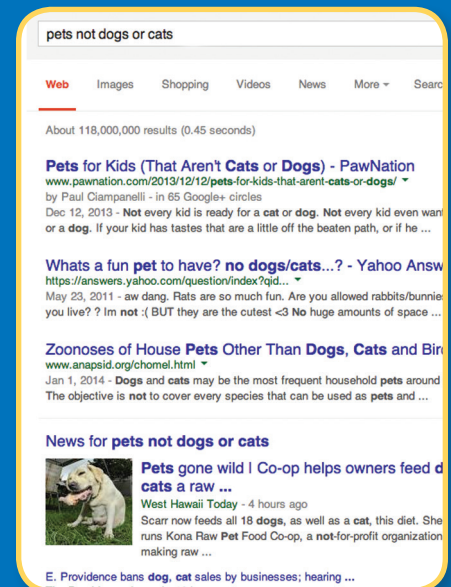 pets not dogs or cats
Web Images Shopping Videos News More Searc
About 118,000,000 results (0.45 seconds)
Pets for Kids (That Aren't Cats or Dogs) - PawNation
www.pawnation.com/2013/12/12/pets-for-kids-that-arent-cats-or-dogs/
by Paul Ciampanelli - in 65 Google+ circles
Dec 12, 2013 - Not every kid is ready for a cat or dog. Not every kid even want
or a dog. If your kid has tastes that are a little off the beaten path, or if he ...
Whats a fun pet to have? no dogs/cats...? - Yahoo Answ
https://answers.yahoo.com/question/index?qid...
May 23, 2011 - aw dang. Rats are so much fun. Are you allowed rabbits/bunnie
you live? ? Im not :( BUT they are the cutest <3 No huge amounts of space ...
Zoonoses of House Pets Other Than Dogs, Cats and Bir
www.anapsid.org/chomel.html
Jan 1, 2014 - Dogs and cats may be the most frequent household pets around
The objective is not to cover every species that can be used as pets and ...
News for pets not dogs or cats
Pets gone wild I Co-op helps owners feed d
cats a raw ...
West Hawaii Today - 4 hours ago
Scarr now feeds all 18 dogs, as well as a cat, this diet. She
runs Kona Raw Pet Food Co-op, a not-for-profit organization
making raw ...
E. Providence bans dog, cat sales by businesses; hearing ...